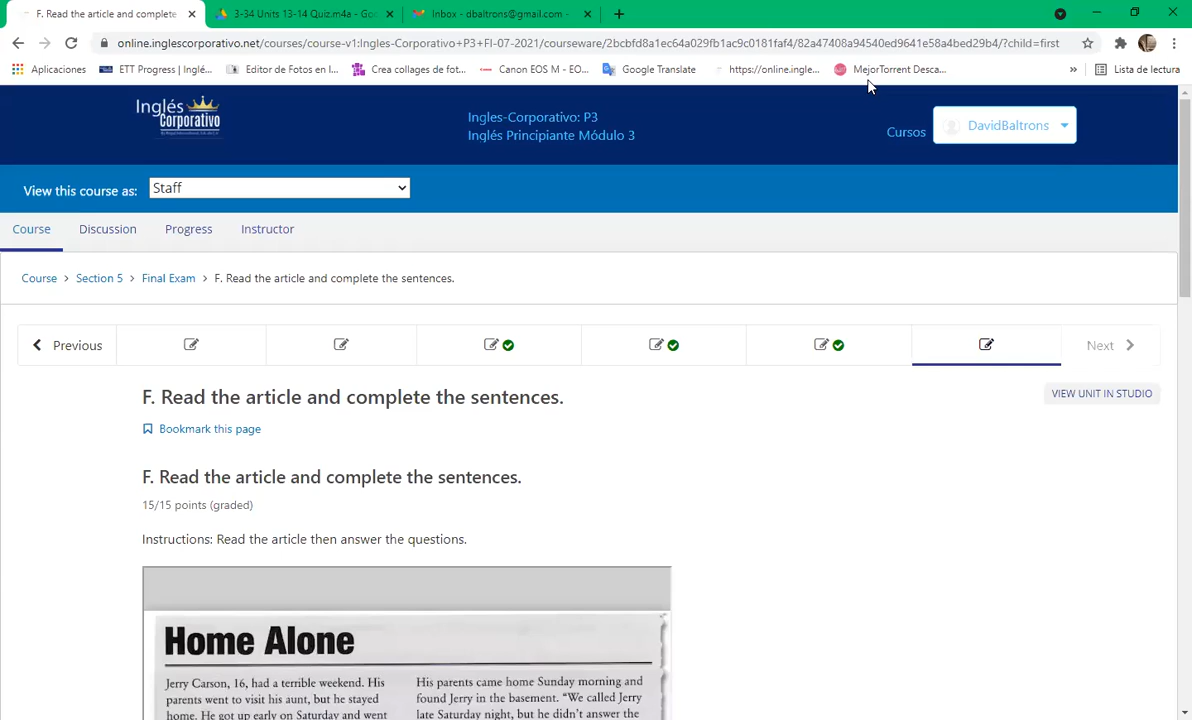 F. Read the article and complete
3-34 Units 13-14 Quiz.m4a - Goo
Inbox - dbaltrons@gmail.com -
online.inglescorporativo.net/courses/course-v1:Ingles-Corporativo+P3+FI-07-2021/courseware/2bcbfd8a1ec64a029fb1ac9c0181faf4/82a47408a94540ed9641e58a4bed29b4/?child=first
Aplicaciones
ETT Progress | Inglé...
Editor de Fotos en l...
Crea collages de fot...
Canon EOS M - EO...
Google Translate
https://online.ingle...
MejorTorrent Desca...
»
Lista de lectura
Inglés
Corporativo
Ingles-Corporativo: P3
Inglés Principiante Módulo 3
Cursos
DavidBaltrons
View this course as:
Staff
Course
Discussion
Progress
Instructor
Course > Section 5 > Final Exam > F. Read the article and complete the sentences.
Previous
Next
F. Read the article and complete the sentences.
VIEW UNIT IN STUDIO
Bookmark this page
F. Read the article and complete the sentences.
15/15 points (graded)
Instructions: Read the article then answer the questions.
Home Alone
Jerry Carson, 16, had a terrible weekend. His
parents went to visit his aunt, but he stayed
home. He got up early on Saturday and went
His parents came home Sunday morning and
found Jerry in the basement. "We called Jerry
late Saturday night, but he didn't answer the